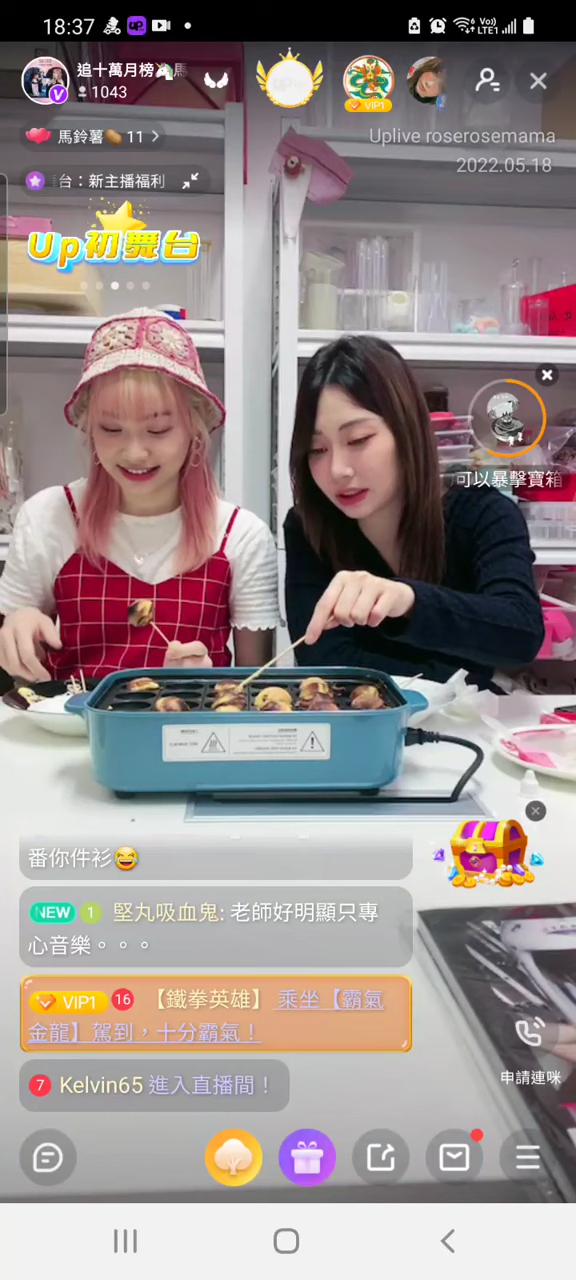 18:37
Vo))
LTE1
追十萬月榜
馬
1043
VIP1
馬鈴薯🥔 11 >
Uplive roserosemama
2022.05.18
台：新主播福利
Up初舞台
可以暴擊寶箱
番你件衫😂
NEW 1 堅丸吸血鬼: 老師好明顯只專
心音樂。。。
VIP1 16 【鐵拳英雄】 乘坐【霸氣
金龍】駕到，十分霸氣！
7 Kelvin65 進入直播間！
申請連咪